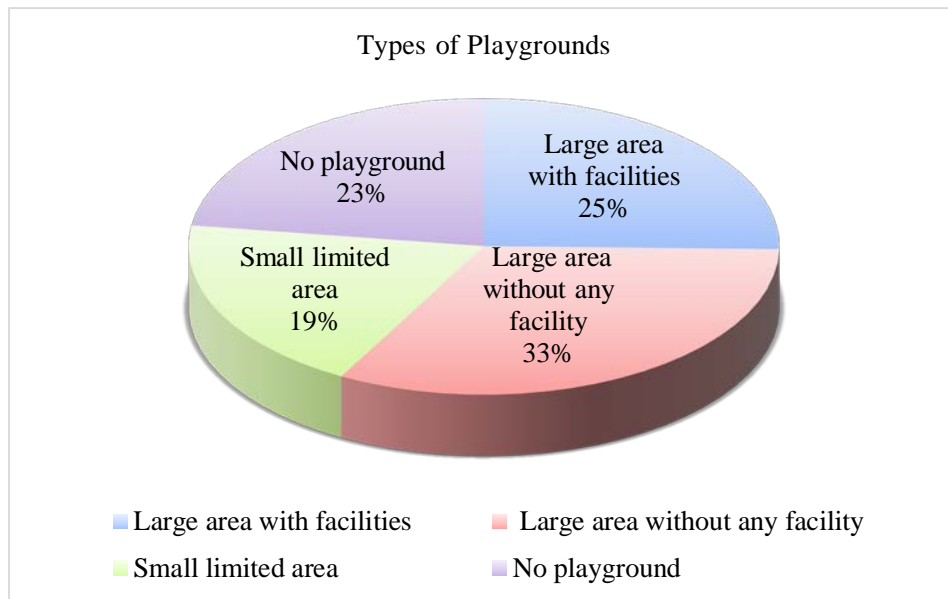 Types of Playgrounds
Large area
with facilities
25%
No playground
23%
Small limited
area
19%
Large area
without any
facility
33%
Large area with facilities
Large area without any facility
Small limited area
No playground